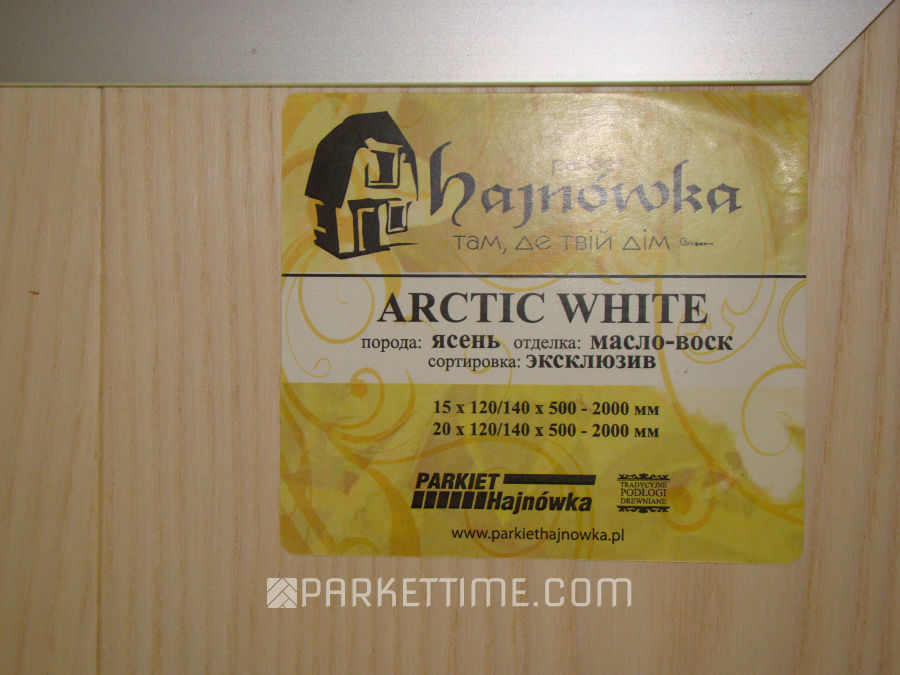 hajnówka
там, де твій дім
ARCTIC WHITE
порода: ясень отделка: масло-воск
сортировка: эксклюзив
15 x 120/140 x 500 - 2000 мм
20 x 120/140 x 500 - 2000 мм
PARKIET
Hajnówka
TRADYCYJNE
PODŁOGI
DREWNIANE
www.parkiethajnowka.pl
PARKETTIME.COM